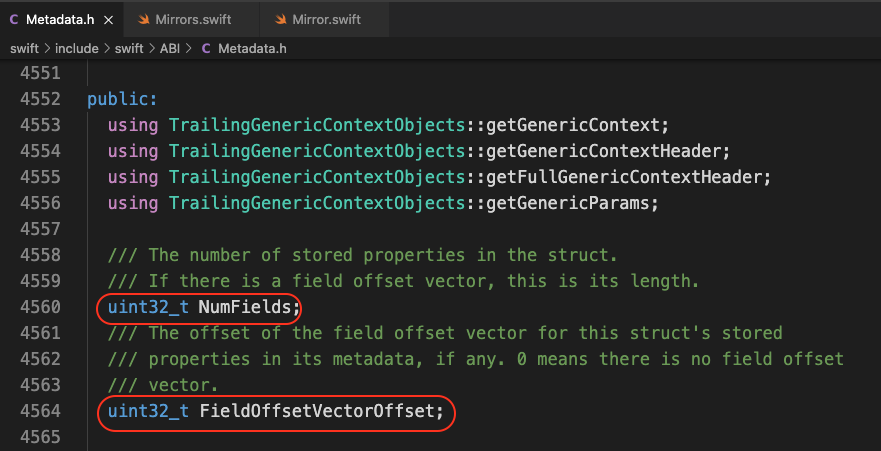 C Metadata.h × Mirrors.swift Mirror.swift
swift > include > swift > ABI > C Metadata.h
4551
4552 public:
4553 using TrailingGenericContextObjects::getGenericContext;
4554 using TrailingGenericContextObjects::getGenericContextHeader;
4555 using TrailingGenericContextObjects::getFullGenericContextHeader;
4556 using TrailingGenericContextObjects::getGenericParams;
4557
4558 /// The number of stored properties in the struct.
4559 /// If there is a field offset vector, this is its length.
4560 uint32_t NumFields;
4561 /// The offset of the field offset vector for this struct's stored
4562 /// properties in its metadata, if any. 0 means there is no field offset
4563 /// vector.
4564 uint32_t FieldOffsetVectorOffset;
4565